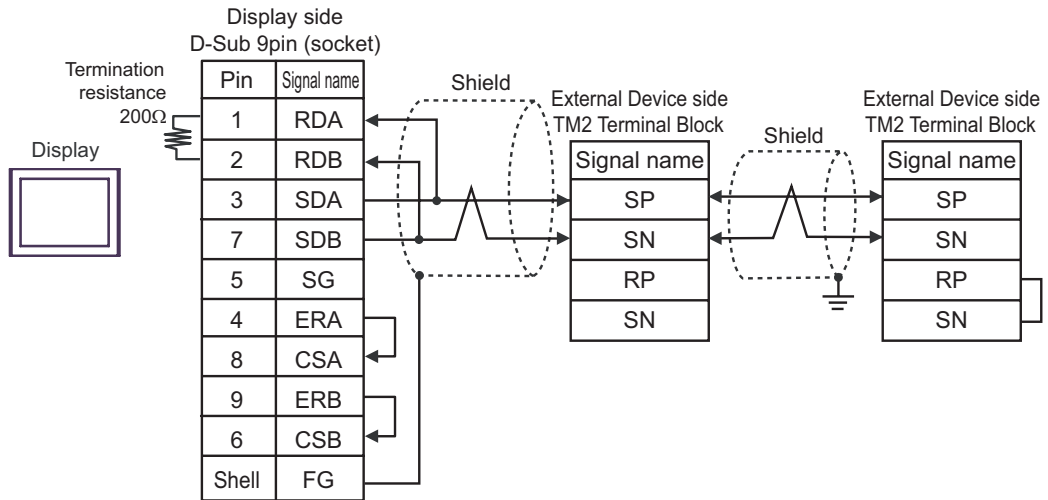 Display side
D-Sub 9pin (socket)
Termination
resistance
200Ω
Display
Pin Signal name
1 RDA
2 RDB
3 SDA
7 SDB
5 SG
4 ERA
8 CSA
9 ERB
6 CSB
Shell FG
Shield
External Device side
TM2 Terminal Block
Signal name
SP
SN
RP
SN
Shield
External Device side
TM2 Terminal Block
Signal name
SP
SN
RP
SN